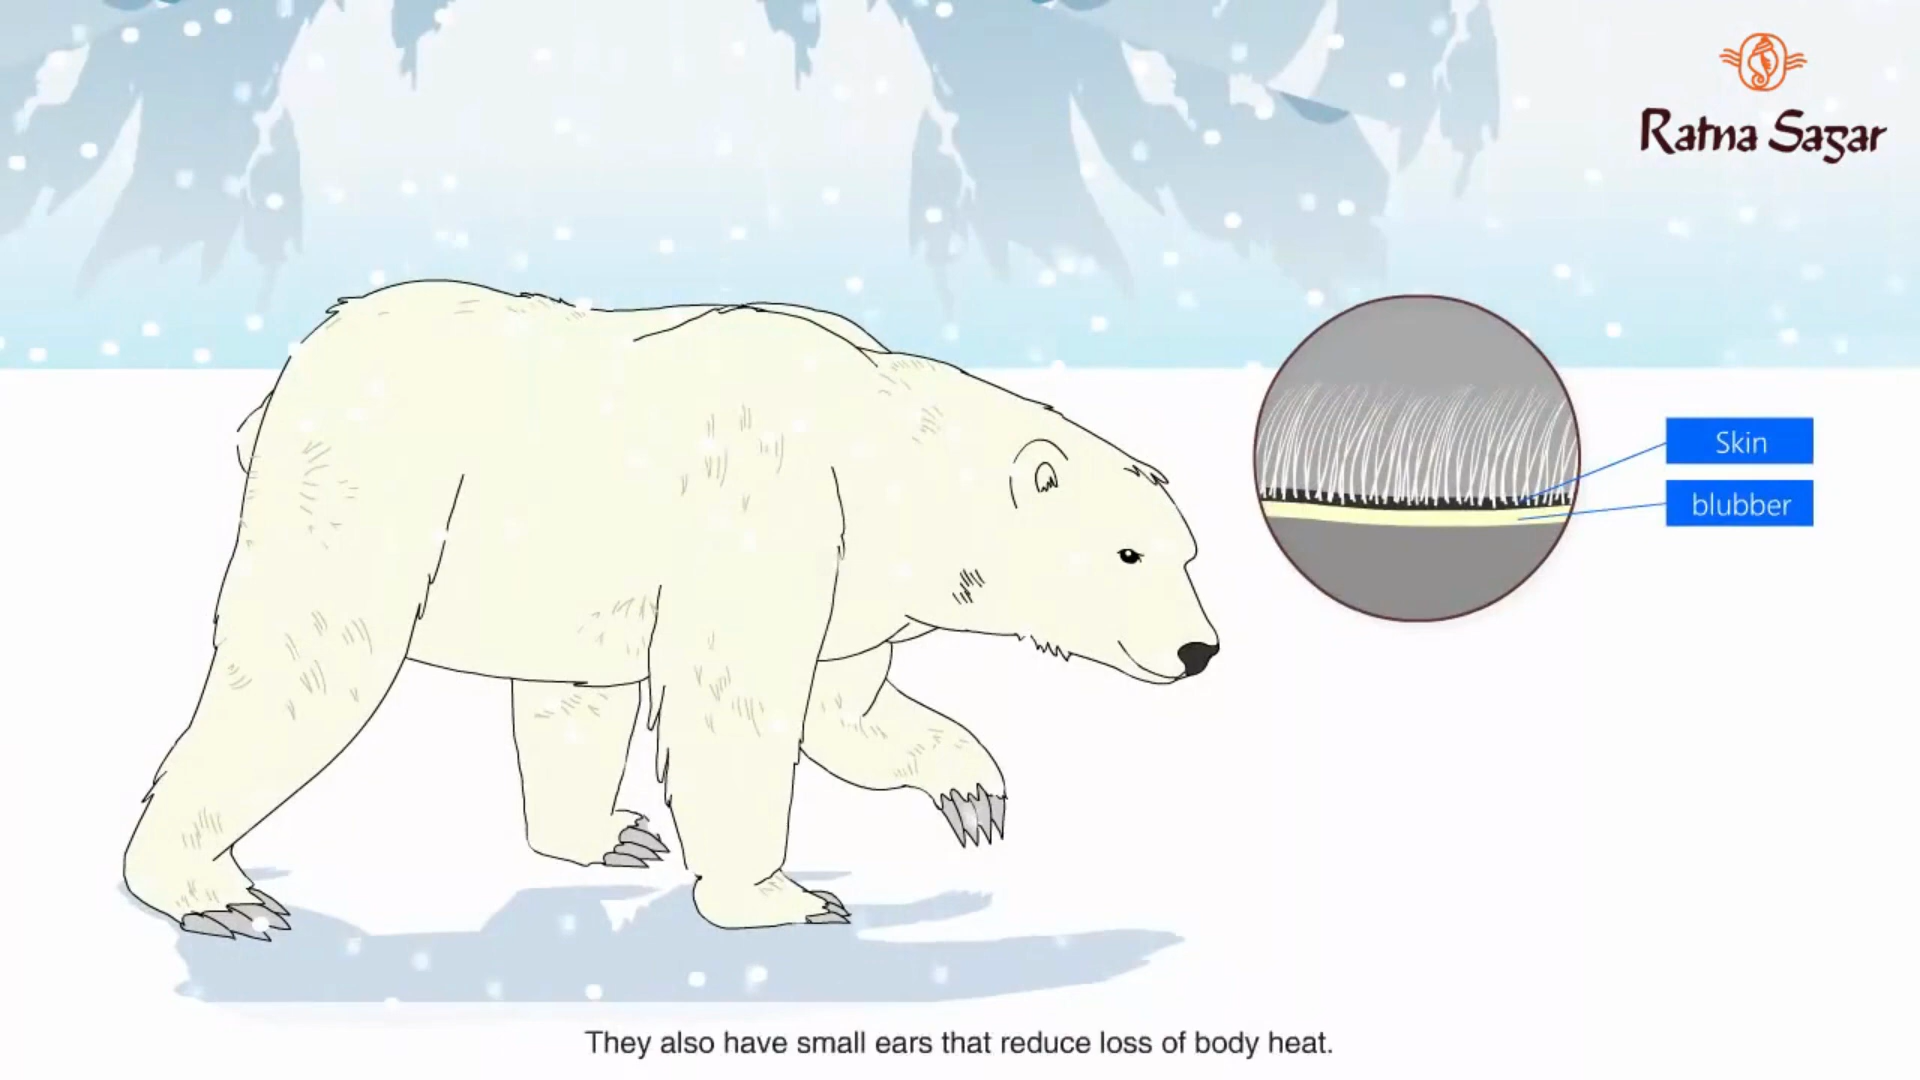 Ratna Sagar
Skin
blubber
They also have small ears that reduce loss of body heat.